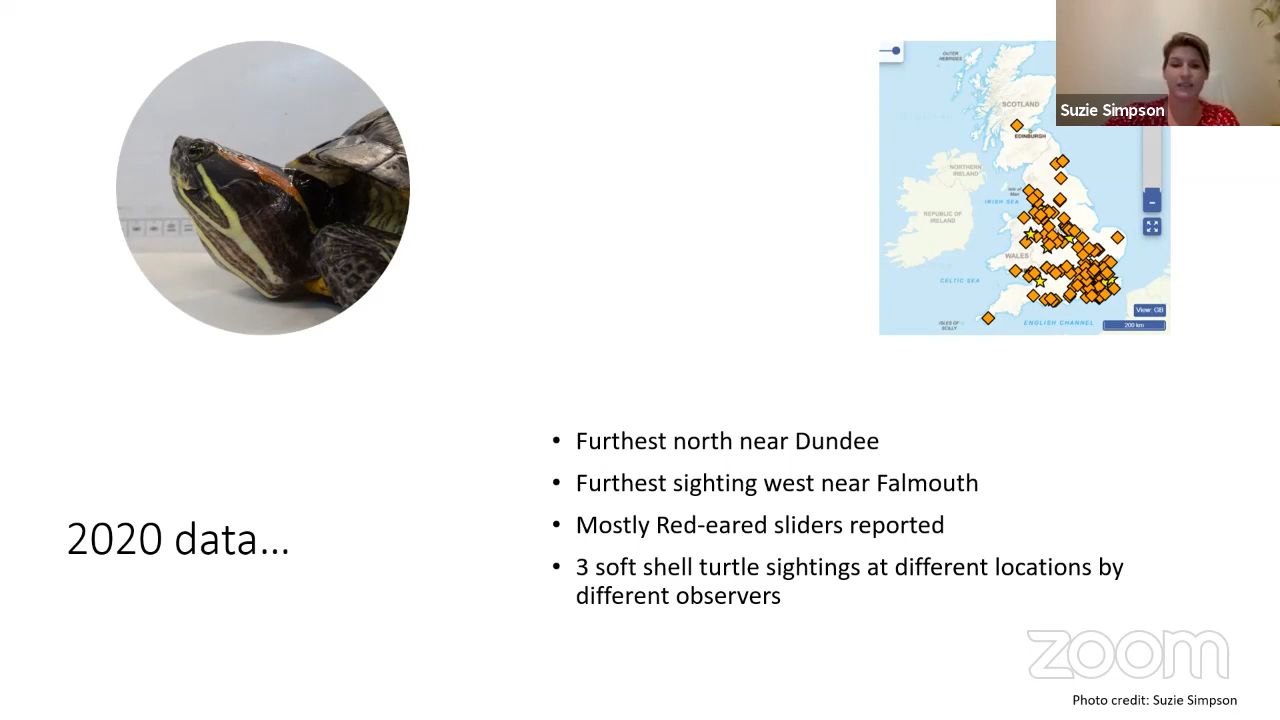 OUTER
HEBRIDES
SCOTLAND
EDINBURGH
NORTHERN
IRELAND
Isle of
Man
IRISH SEA
REPUBLIC OF
IRELAND
WALES
CELTIC SEA
ISLES OF
SCILLY
ENGLISH CHANNEL
View: GB
200 km
Suzie Simpson
2020 data...
• Furthest north near Dundee
• Furthest sighting west near Falmouth
• Mostly Red-eared sliders reported
• 3 soft shell turtle sightings at different locations by
different observers
zoom
Photo credit: Suzie Simpson